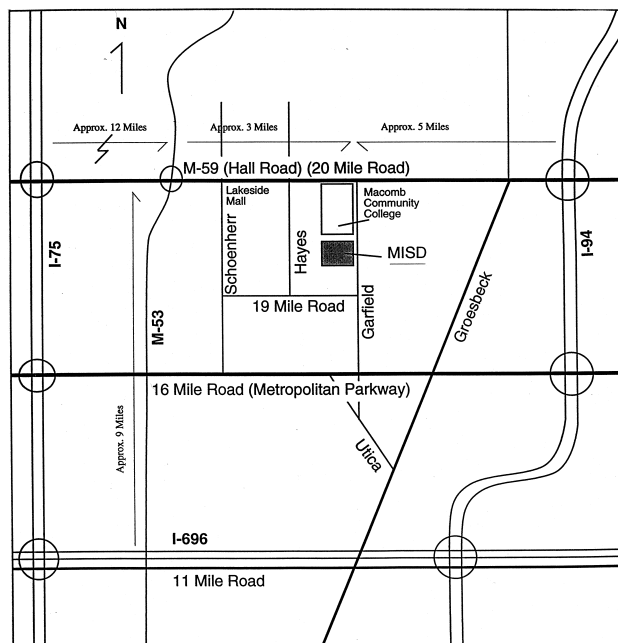 N
Approx. 12 Miles
Approx. 3 Miles
Approx. 5 Miles
M-59 (Hall Road) (20 Mile Road)
Lakeside
Mall
Macomb
Community
College
MISD
I-75
M-53
Schoenherr
Hayes
Garfield
Groesbeck
I-94
19 Mile Road
16 Mile Road (Metropolitan Parkway)
Approx. 9 Miles
Utica
I-696
11 Mile Road